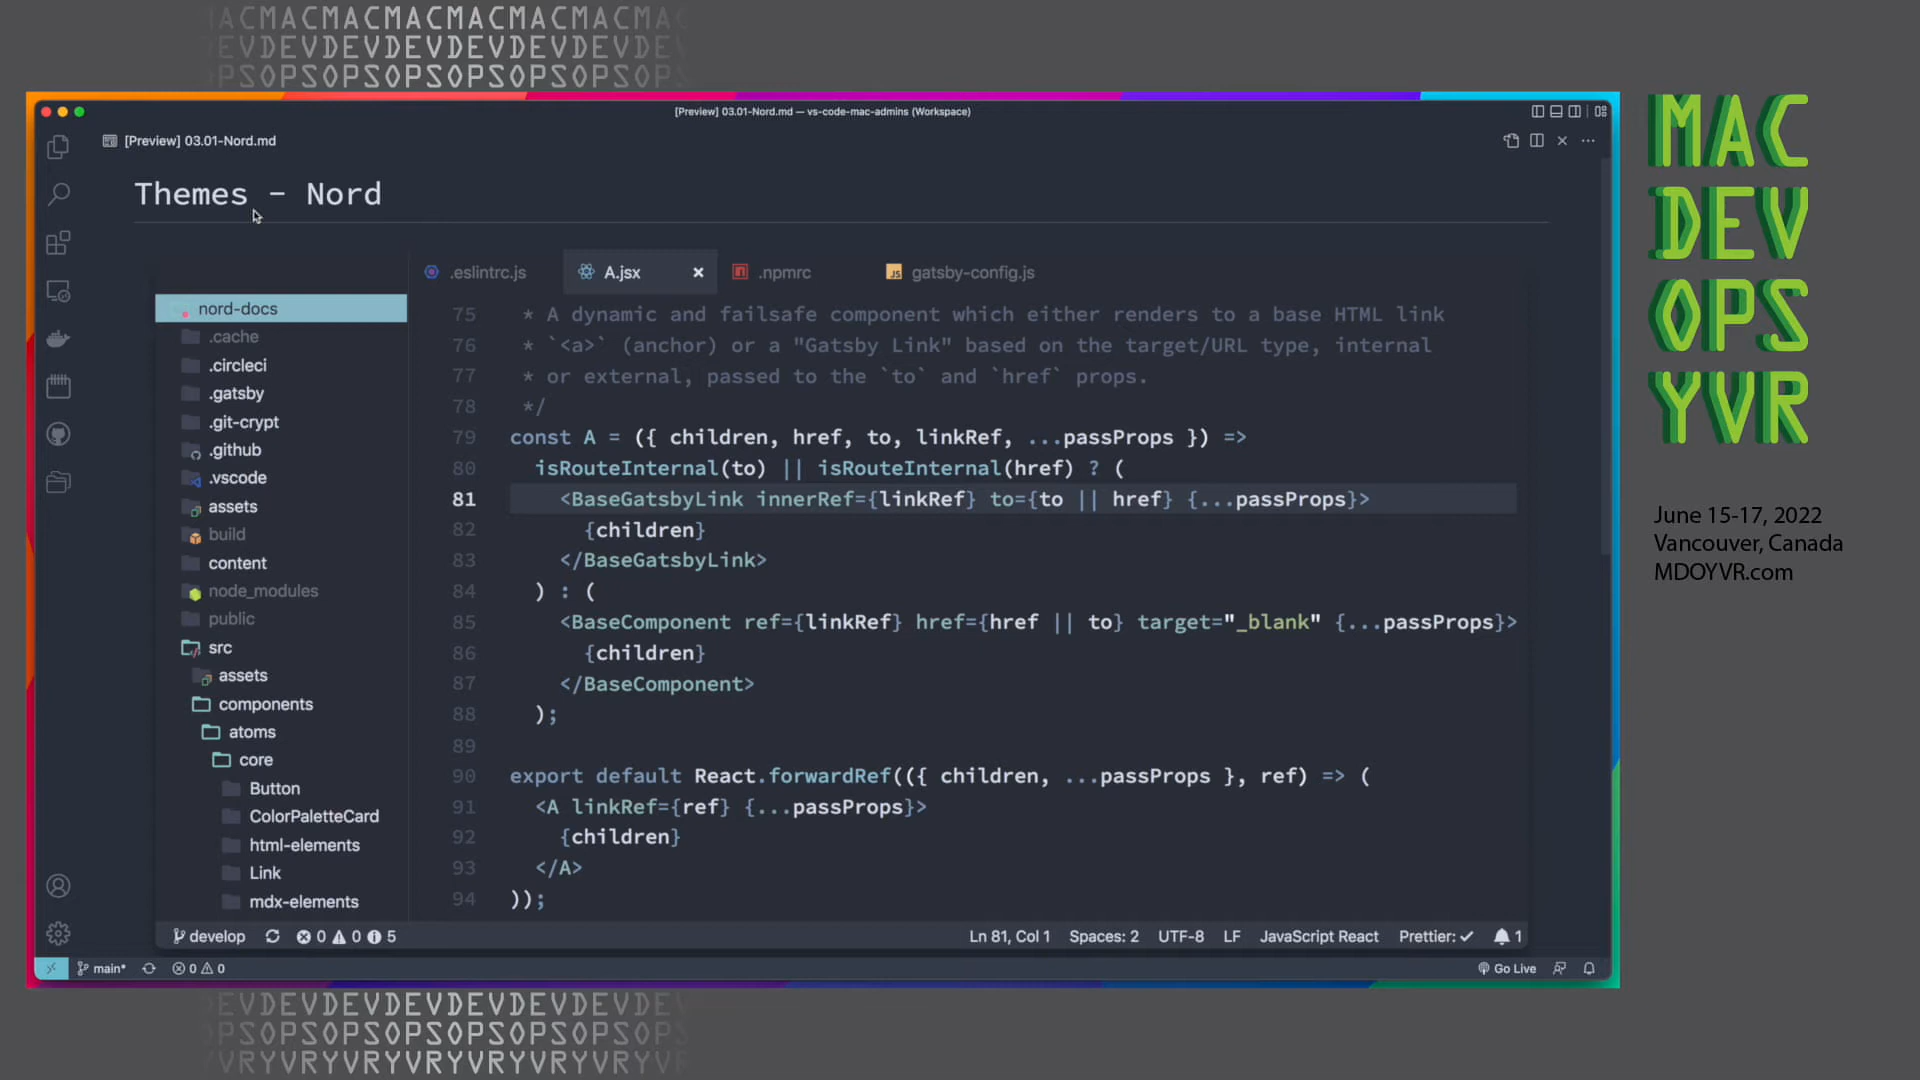 ACMACMACMACMACMACMACMAC
EVDEVDEVDEVDEVDEVDEVDE
OPSOPSOPSOPSOPSOPSOPSOPS
[Preview] 03.01-Nord.md — vs-code-mac-admins (Workspace)
[Preview] 03.01-Nord.md
Themes - Nord
.eslintrc.js
A.jsx
.npmrc
JS gatsby-config.js
nord-docs
.cache
.circleci
.gatsby
.git-crypt
.github
.vscode
assets
build
content
node_modules
public
src
assets
components
atoms
core
Button
ColorPaletteCard
html-elements
Link
mdx-elements
75 * A dynamic and failsafe component which either renders to a base HTML link
76 * `<a>` (anchor) or a "Gatsby Link" based on the target/URL type, internal
77 * or external, passed to the `to` and `href` props.
78 */
79 const A = ({ children, href, to, linkRef, ...passProps }) =>
80 isRouteInternal(to) || isRouteInternal(href) ? (
81 <BaseGatsbyLink innerRef={linkRef} to={to || href} {...passProps}>
82 {children}
83 </BaseGatsbyLink>
84 ) : (
85 <BaseComponent ref={linkRef} href={href || to} target="_blank" {...passProps}>
86 {children}
87 </BaseComponent>
88 );
89
90 export default React.forwardRef(({ children, ...passProps }, ref) => (
91 <A linkRef={ref} {...passProps}>
92 {children}
93 </A>
94 ));
develop 0 0 5
Ln 81, Col 1 Spaces: 2 UTF-8 LF JavaScript React Prettier: ✓ 1
main* 0 0
Go Live
MAC
DEV
OPS
YVR
June 15-17, 2022
Vancouver, Canada
MDOYVR.com
EVDEVDEVDEVDEVDEVDEVDE
OPSOPSOPSOPSOPSOPSOPSOPS
YVRYVRYVRYVRYVRYVRYVRYVR